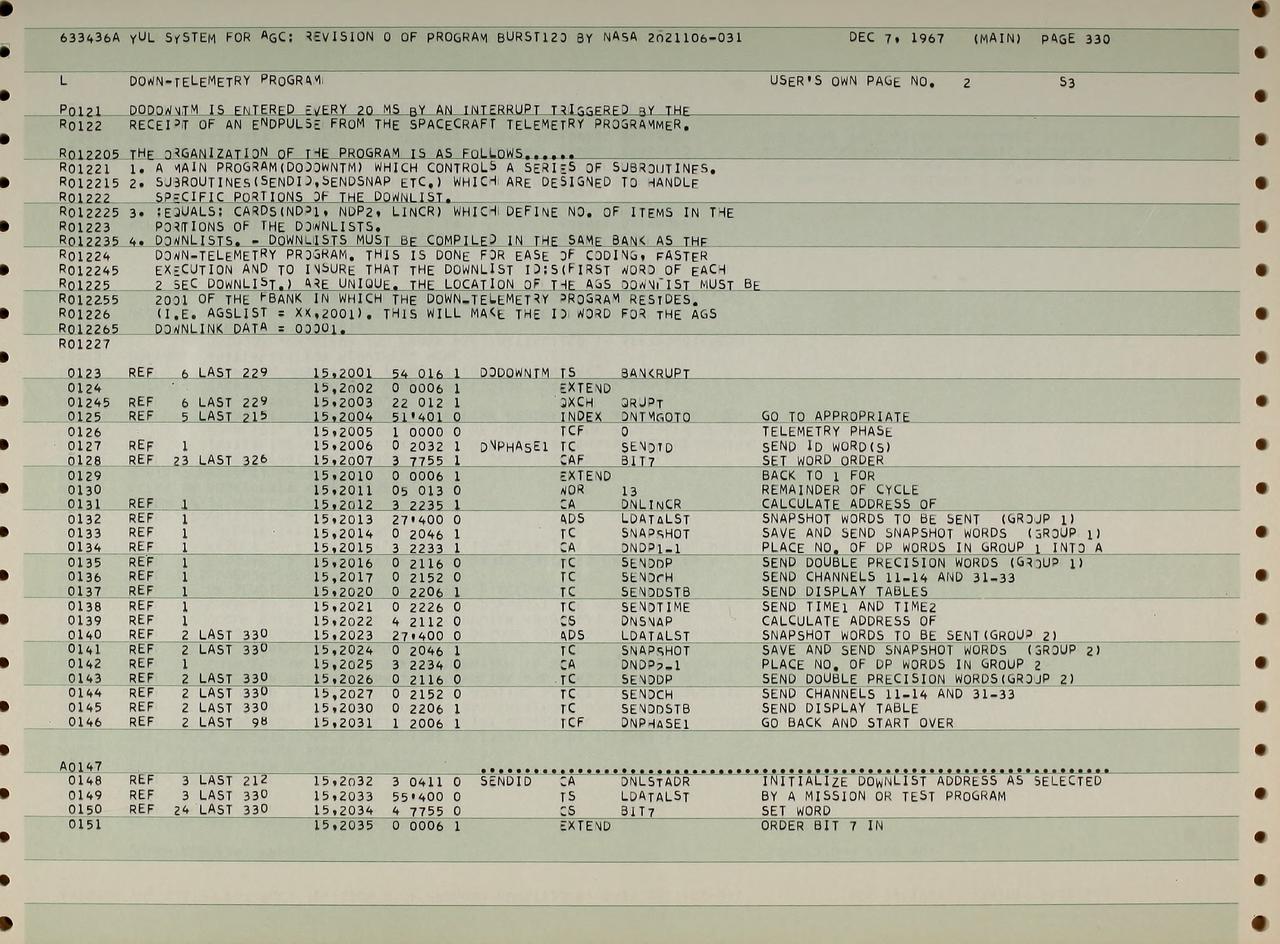 633436A YUL SYSTEM FOR AGC: REVISION 0 OF PROGRAM BURST120 BY NASA 2021106-031 DEC 7, 1967 (MAIN) PAGE 330
L DOWN-TELEMETRY PROGRAM USER'S OWN PAGE NO. 2 S3
P0121 DODOWNTM IS ENTERED EVERY 20 MS BY AN INTERRUPT TRIGGERED BY THE
R0122 RECEIPT OF AN ENDPULSE FROM THE SPACECRAFT TELEMETRY PROGRAMMER.
R012205 THE ORGANIZATION OF THE PROGRAM IS AS FOLLOWS......
R01221 1. A MAIN PROGRAM(DODOWNTM) WHICH CONTROLS A SERIES OF SUBROUTINES.
R012215 2. SUBROUTINES(SENDID,SENDSNAP ETC.) WHICH ARE DESIGNED TO HANDLE
R01222 SPECIFIC PORTIONS OF THE DOWNLIST.
R012225 3. :EQUALS: CARDS(NDP1, NDP2, LINCR) WHICH DEFINE NO. OF ITEMS IN THE
R01223 PORTIONS OF THE DOWNLISTS.
R012235 4. DOWNLISTS. - DOWNLISTS MUST BE COMPILED IN THE SAME BANK AS THE
R01224 DOWN-TELEMETRY PROGRAM. THIS IS DONE FOR EASE OF CODING, FASTER
R012245 EXECUTION AND TO INSURE THAT THE DOWNLIST ID:S(FIRST WORD OF EACH
R01225 2 SEC DOWNLIST.) ARE UNIQUE. THE LOCATION OF THE AGS DOWNLIST MUST BE
R012255 2001 OF THE FBANK IN WHICH THE DOWN-TELEMETRY PROGRAM RESIDES.
R01226 (I.E. AGSLIST = XX,2001). THIS WILL MAKE THE ID WORD FOR THE AGS
R012265 DOWNLINK DATA = 00001.
R01227
0123 REF 6 LAST 229 15,2001 54 016 1 DODOWNTM TS BANKRUPT
0124 15,2002 0 0006 1 EXTEND
01245 REF 6 LAST 229 15,2003 22 012 1 QXCH QRUPT
0125 REF 5 LAST 215 15,2004 51'401 0 INDEX DNTMGOTO GO TO APPROPRIATE
0126 15,2005 1 0000 0 TCF 0 TELEMETRY PHASE
0127 REF 1 15,2006 0 2032 1 DNPHASE1 TC SENDID SEND ID WORD(S)
0128 REF 23 LAST 326 15,2007 3 7755 1 CAF BIT7 SET WORD ORDER
0129 15,2010 0 0006 1 EXTEND BACK TO 1 FOR
0130 15,2011 05 013 0 WOR 13 REMAINDER OF CYCLE
0131 REF 1 15,2012 3 2235 1 CA DNLINCR CALCULATE ADDRESS OF
0132 REF 1 15,2013 27'400 0 ADS LDATALST SNAPSHOT WORDS TO BE SENT (GROUP 1)
0133 REF 1 15,2014 0 2046 1 TC SNAPSHOT SAVE AND SEND SNAPSHOT WORDS (GROUP 1)
0134 REF 1 15,2015 3 2233 1 CA DNDP1-1 PLACE NO. OF DP WORDS IN GROUP 1 INTO A
0135 REF 1 15,2016 0 2116 0 TC SENDDP SEND DOUBLE PRECISION WORDS (GROUP 1)
0136 REF 1 15,2017 0 2152 0 TC SENDCH SEND CHANNELS 11-14 AND 31-33
0137 REF 1 15,2020 0 2206 1 TC SENDDSTB SEND DISPLAY TABLES
0138 REF 1 15,2021 0 2226 0 TC SENDTIME SEND TIME1 AND TIME2
0139 REF 1 15,2022 4 2112 0 CS DNSNAP CALCULATE ADDRESS OF
0140 REF 2 LAST 330 15,2023 27'400 0 ADS LDATALST SNAPSHOT WORDS TO BE SENT(GROUP 2)
0141 REF 2 LAST 330 15,2024 0 2046 1 TC SNAPSHOT SAVE AND SEND SNAPSHOT WORDS (GROUP 2)
0142 REF 1 15,2025 3 2234 0 CA DNDP2-1 PLACE NO. OF DP WORDS IN GROUP 2
0143 REF 2 LAST 330 15,2026 0 2116 0 TC SENDDP SEND DOUBLE PRECISION WORDS(GROUP 2)
0144 REF 2 LAST 330 15,2027 0 2152 0 TC SENDCH SEND CHANNELS 11-14 AND 31-33
0145 REF 2 LAST 330 15,2030 0 2206 1 TC SENDDSTB SEND DISPLAY TABLE
0146 REF 2 LAST 98 15,2031 1 2006 1 TCF DNPHASE1 GO BACK AND START OVER
A0147 ........................................................................
0148 REF 3 LAST 212 15,2032 3 0411 0 SENDID CA DNLSTADR INITIALIZE DOWNLIST ADDRESS AS SELECTED
0149 REF 3 LAST 330 15,2033 55'400 0 TS LDATALST BY A MISSION OR TEST PROGRAM
0150 REF 24 LAST 330 15,2034 4 7755 0 CS BIT7 SET WORD
0151 15,2035 0 0006 1 EXTEND ORDER BIT 7 IN